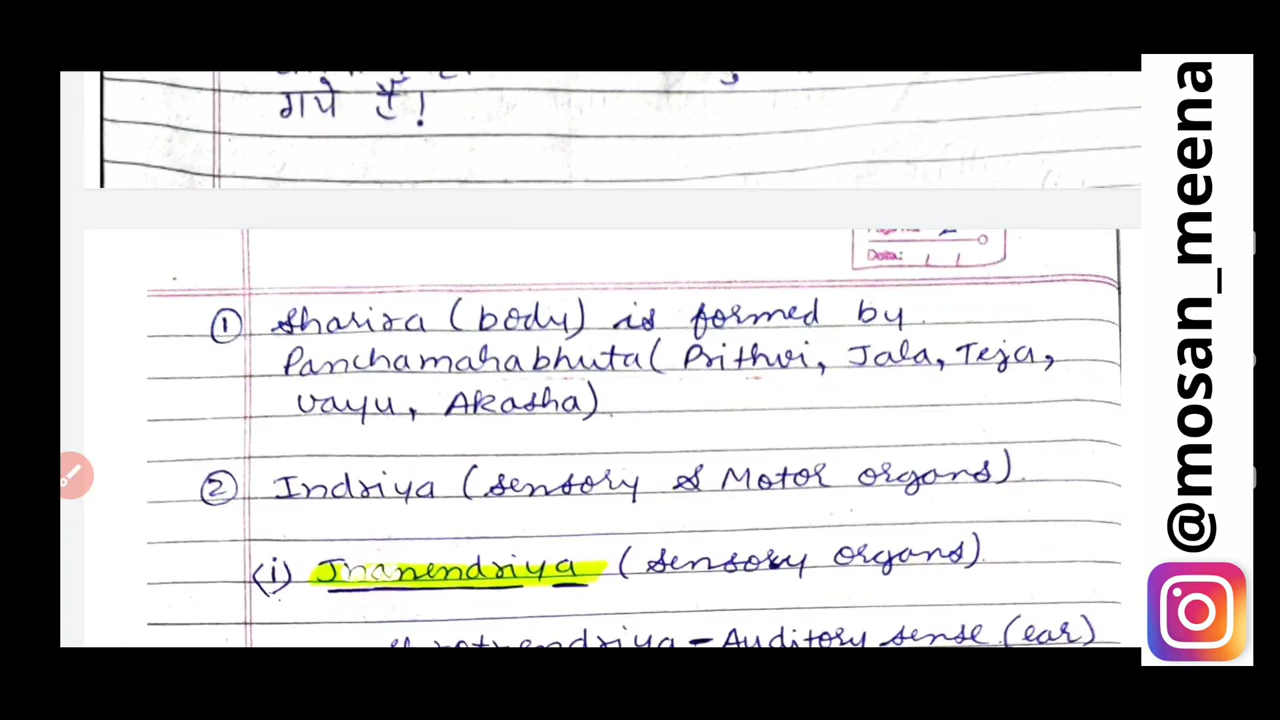 गये हैं!
Date:
① Sharira (body) is formed by
Panchamahabhuta( Prithvi, Jala, Teja,
Vayu, Akasha)
② Indriya (sensory & Motor organs)
(i) Jnanendriya (sensory organs)
Auditory sense (ear)
@mosan_meena